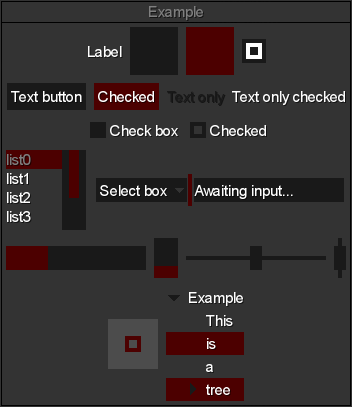 Example
Label
Text button Checked Text only Text only checked
Check box Checked
list0
list1
list2
list3
Select box Awaiting input...
Example
This
is
a
tree